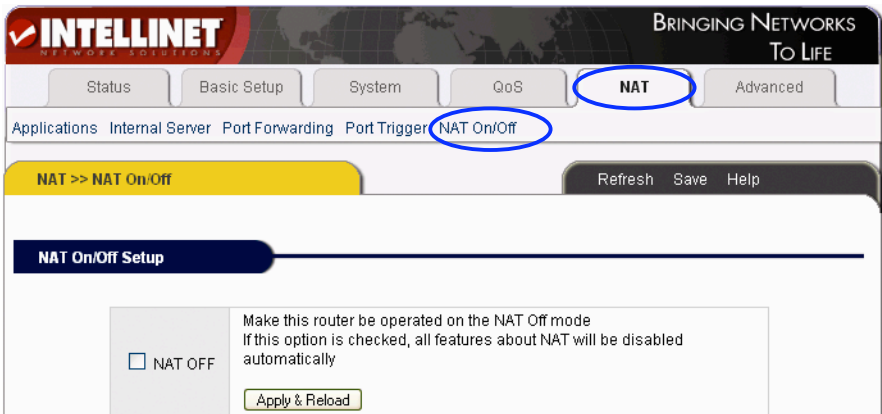 INTELLINET
NETWORK SOLUTIONS
BRINGING NETWORKS
TO LIFE
Status Basic Setup System QoS NAT Advanced
Applications Internal Server Port Forwarding Port Trigger NAT On/Off
NAT >> NAT On/Off
Refresh Save Help
NAT On/Off Setup
NAT OFF
Make this router be operated on the NAT Off mode
If this option is checked, all features about NAT will be disabled
automatically
Apply & Reload